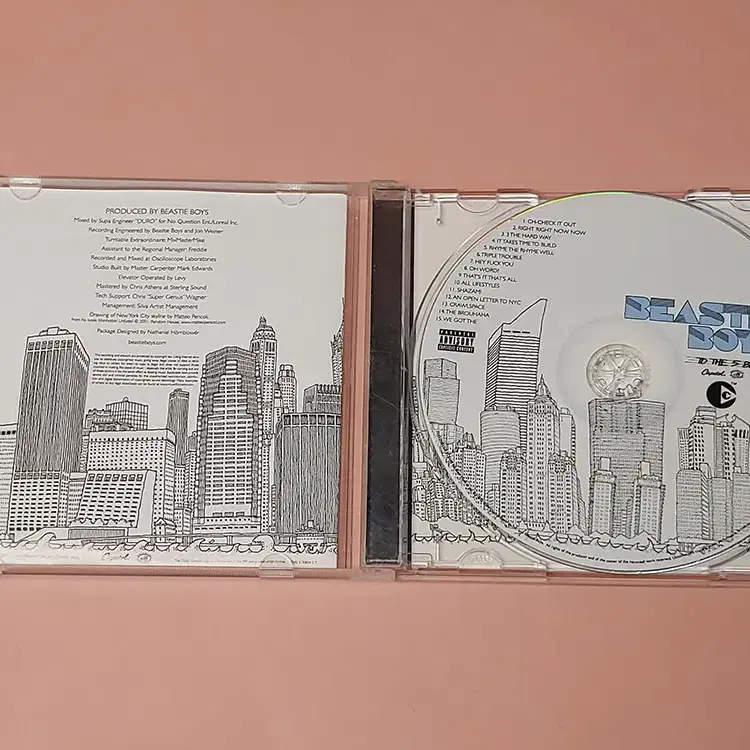 PRODUCED BY BEASTIE BOYS
Mixed by Supa Engineer "DURO" for No Question Ent/Loreal Inc.
Recording Engineered by Beastie Boys and Jon Weiner
Turntable Extraordinaire: MixMasterMike
Assistant to the Regional Manager: Freddie
Recorded and Mixed at Oscilloscope Laboratories
Studio Built by Master Carpenter Mark Edwards
Elevator Operated by Levy
Mastered by Chris Athens at Sterling Sound
Tech Support: Chris "Super Genius" Wagner
Management: Silva Artist Management
Drawing of New York City skyline by Matteo Pericoli,
Package Designed by Nathanial Hörnblowér
beastieboys.com
Capitol
1. CH-CHECK IT OUT
2. RIGHT RIGHT NOW NOW
3. 3 THE HARD WAY
4. IT TAKES TIME TO BUILD
5. RHYME THE RHYME WELL
6. TRIPLE TROUBLE
7. HEY FUCK YOU
8. OH WORD?
9. THAT'S IT THAT'S ALL
10. ALL LIFESTYLES
11. SHAZAM!
12. AN OPEN LETTER TO NYC
13. CRAWLSPACE
14. THE BROUHAHA
15. WE GOT THE
PARENTAL
ADVISORY
EXPLICIT CONTENT
BEASTI
BOY
TO THE 5 B
Capitol